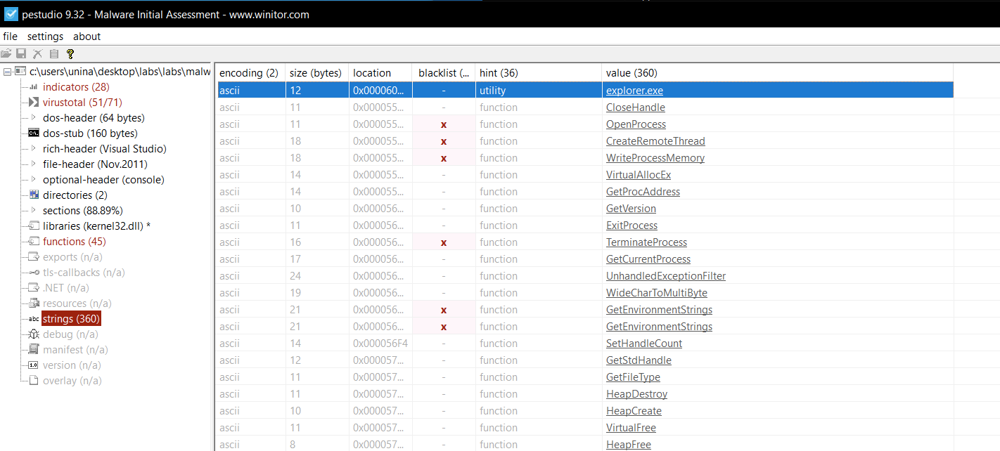 pestudio 9.32 - Malware Initial Assessment - www.winitor.com
file settings about
c:\users\unina\desktop\labs\labs\malw
indicators (28)
virustotal (51/71)
dos-header (64 bytes)
dos-stub (160 bytes)
rich-header (Visual Studio)
file-header (Nov.2011)
optional-header (console)
directories (2)
sections (88.89%)
libraries (kernel32.dll) *
functions (45)
exports (n/a)
tls-callbacks (n/a)
.NET (n/a)
resources (n/a)
abc strings (360)
debug (n/a)
manifest (n/a)
1.0 version (n/a)
overlay (n/a)
encoding (2) size (bytes) location blacklist (... hint (36) value (360)
ascii 12 0x000060... - utility explorer.exe
ascii 11 0x000055... - function CloseHandle
ascii 11 0x000055... x function OpenProcess
ascii 18 0x000055... x function CreateRemoteThread
ascii 18 0x000055... x function WriteProcessMemory
ascii 14 0x000055... - function VirtualAllocEx
ascii 14 0x000055... - function GetProcAddress
ascii 10 0x000056... - function GetVersion
ascii 11 0x000056... - function ExitProcess
ascii 16 0x000056... x function TerminateProcess
ascii 17 0x000056... - function GetCurrentProcess
ascii 24 0x000056... - function UnhandledExceptionFilter
ascii 19 0x000056... - function WideCharToMultiByte
ascii 21 0x000056... x function GetEnvironmentStrings
ascii 21 0x000056... x function GetEnvironmentStrings
ascii 14 0x000056F4 - function SetHandleCount
ascii 12 0x000057... - function GetStdHandle
ascii 11 0x000057... - function GetFileType
ascii 11 0x000057... - function HeapDestroy
ascii 10 0x000057... - function HeapCreate
ascii 11 0x000057... - function VirtualFree
ascii 8 0x000057... - function HeapFree